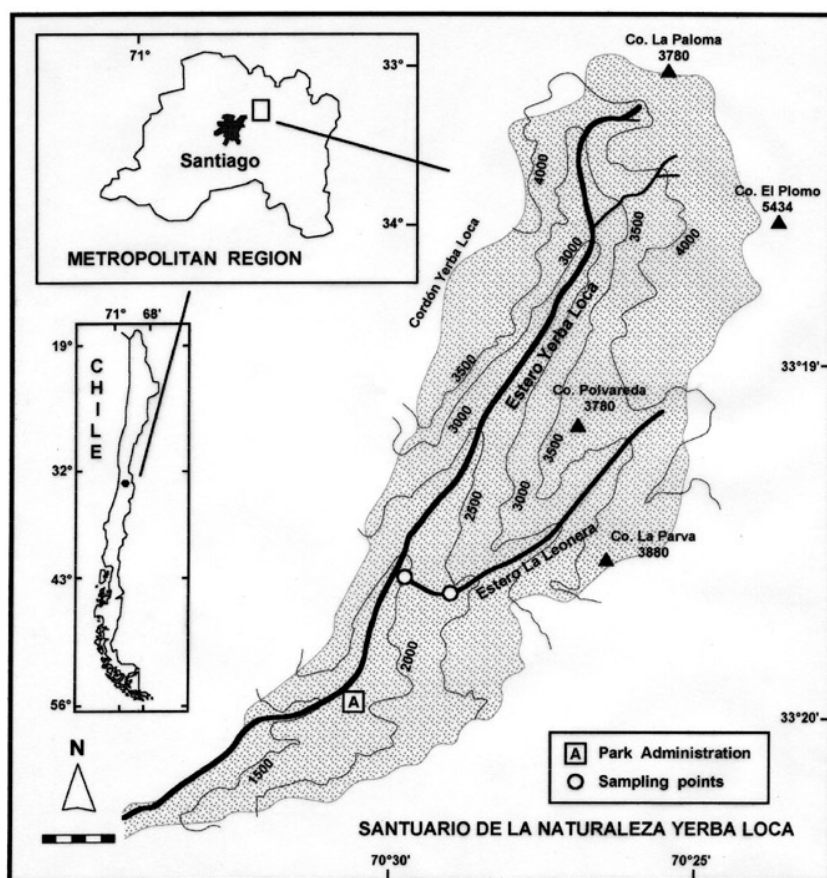 71°
33°
Santiago
34°
METROPOLITAN REGION
71° 68'
19°
CHILE
32°
43°
56°
N
Co. La Paloma
3780
Co. El Plomo
5434
4000
3500
4000
3000
Cordón Yerba Loca
Estero Yerba Loca
33°19
3500
3000
Co. Polvareda
3780
3500
2500
3000
Estero La Leonera
Co. La Parva
3880
2000
A
33°20
1500
A Park Administration
Sampling points
SANTUARIO DE LA NATURALEZA YERBA LOCA
70°30'
70°25'